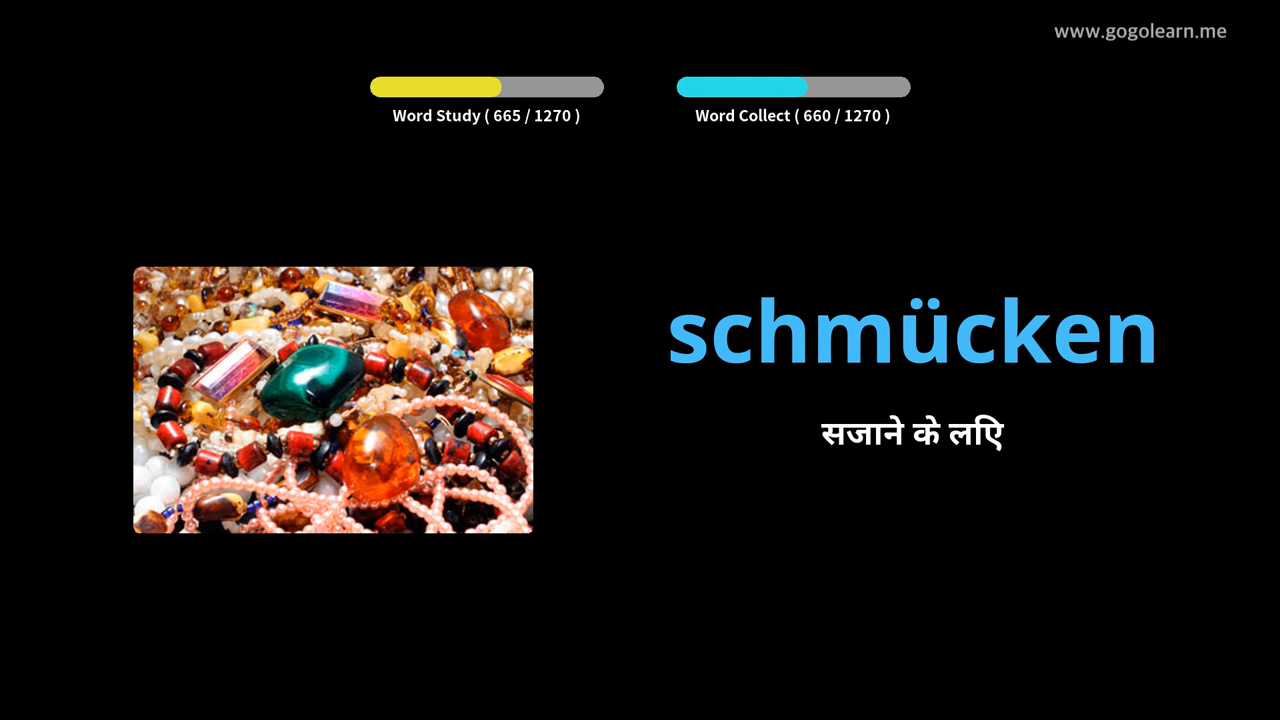 www.gogolearn.me
Word Study ( 665 / 1270 )
Word Collect ( 660 / 1270 )
schmücken
सजाने के लिए